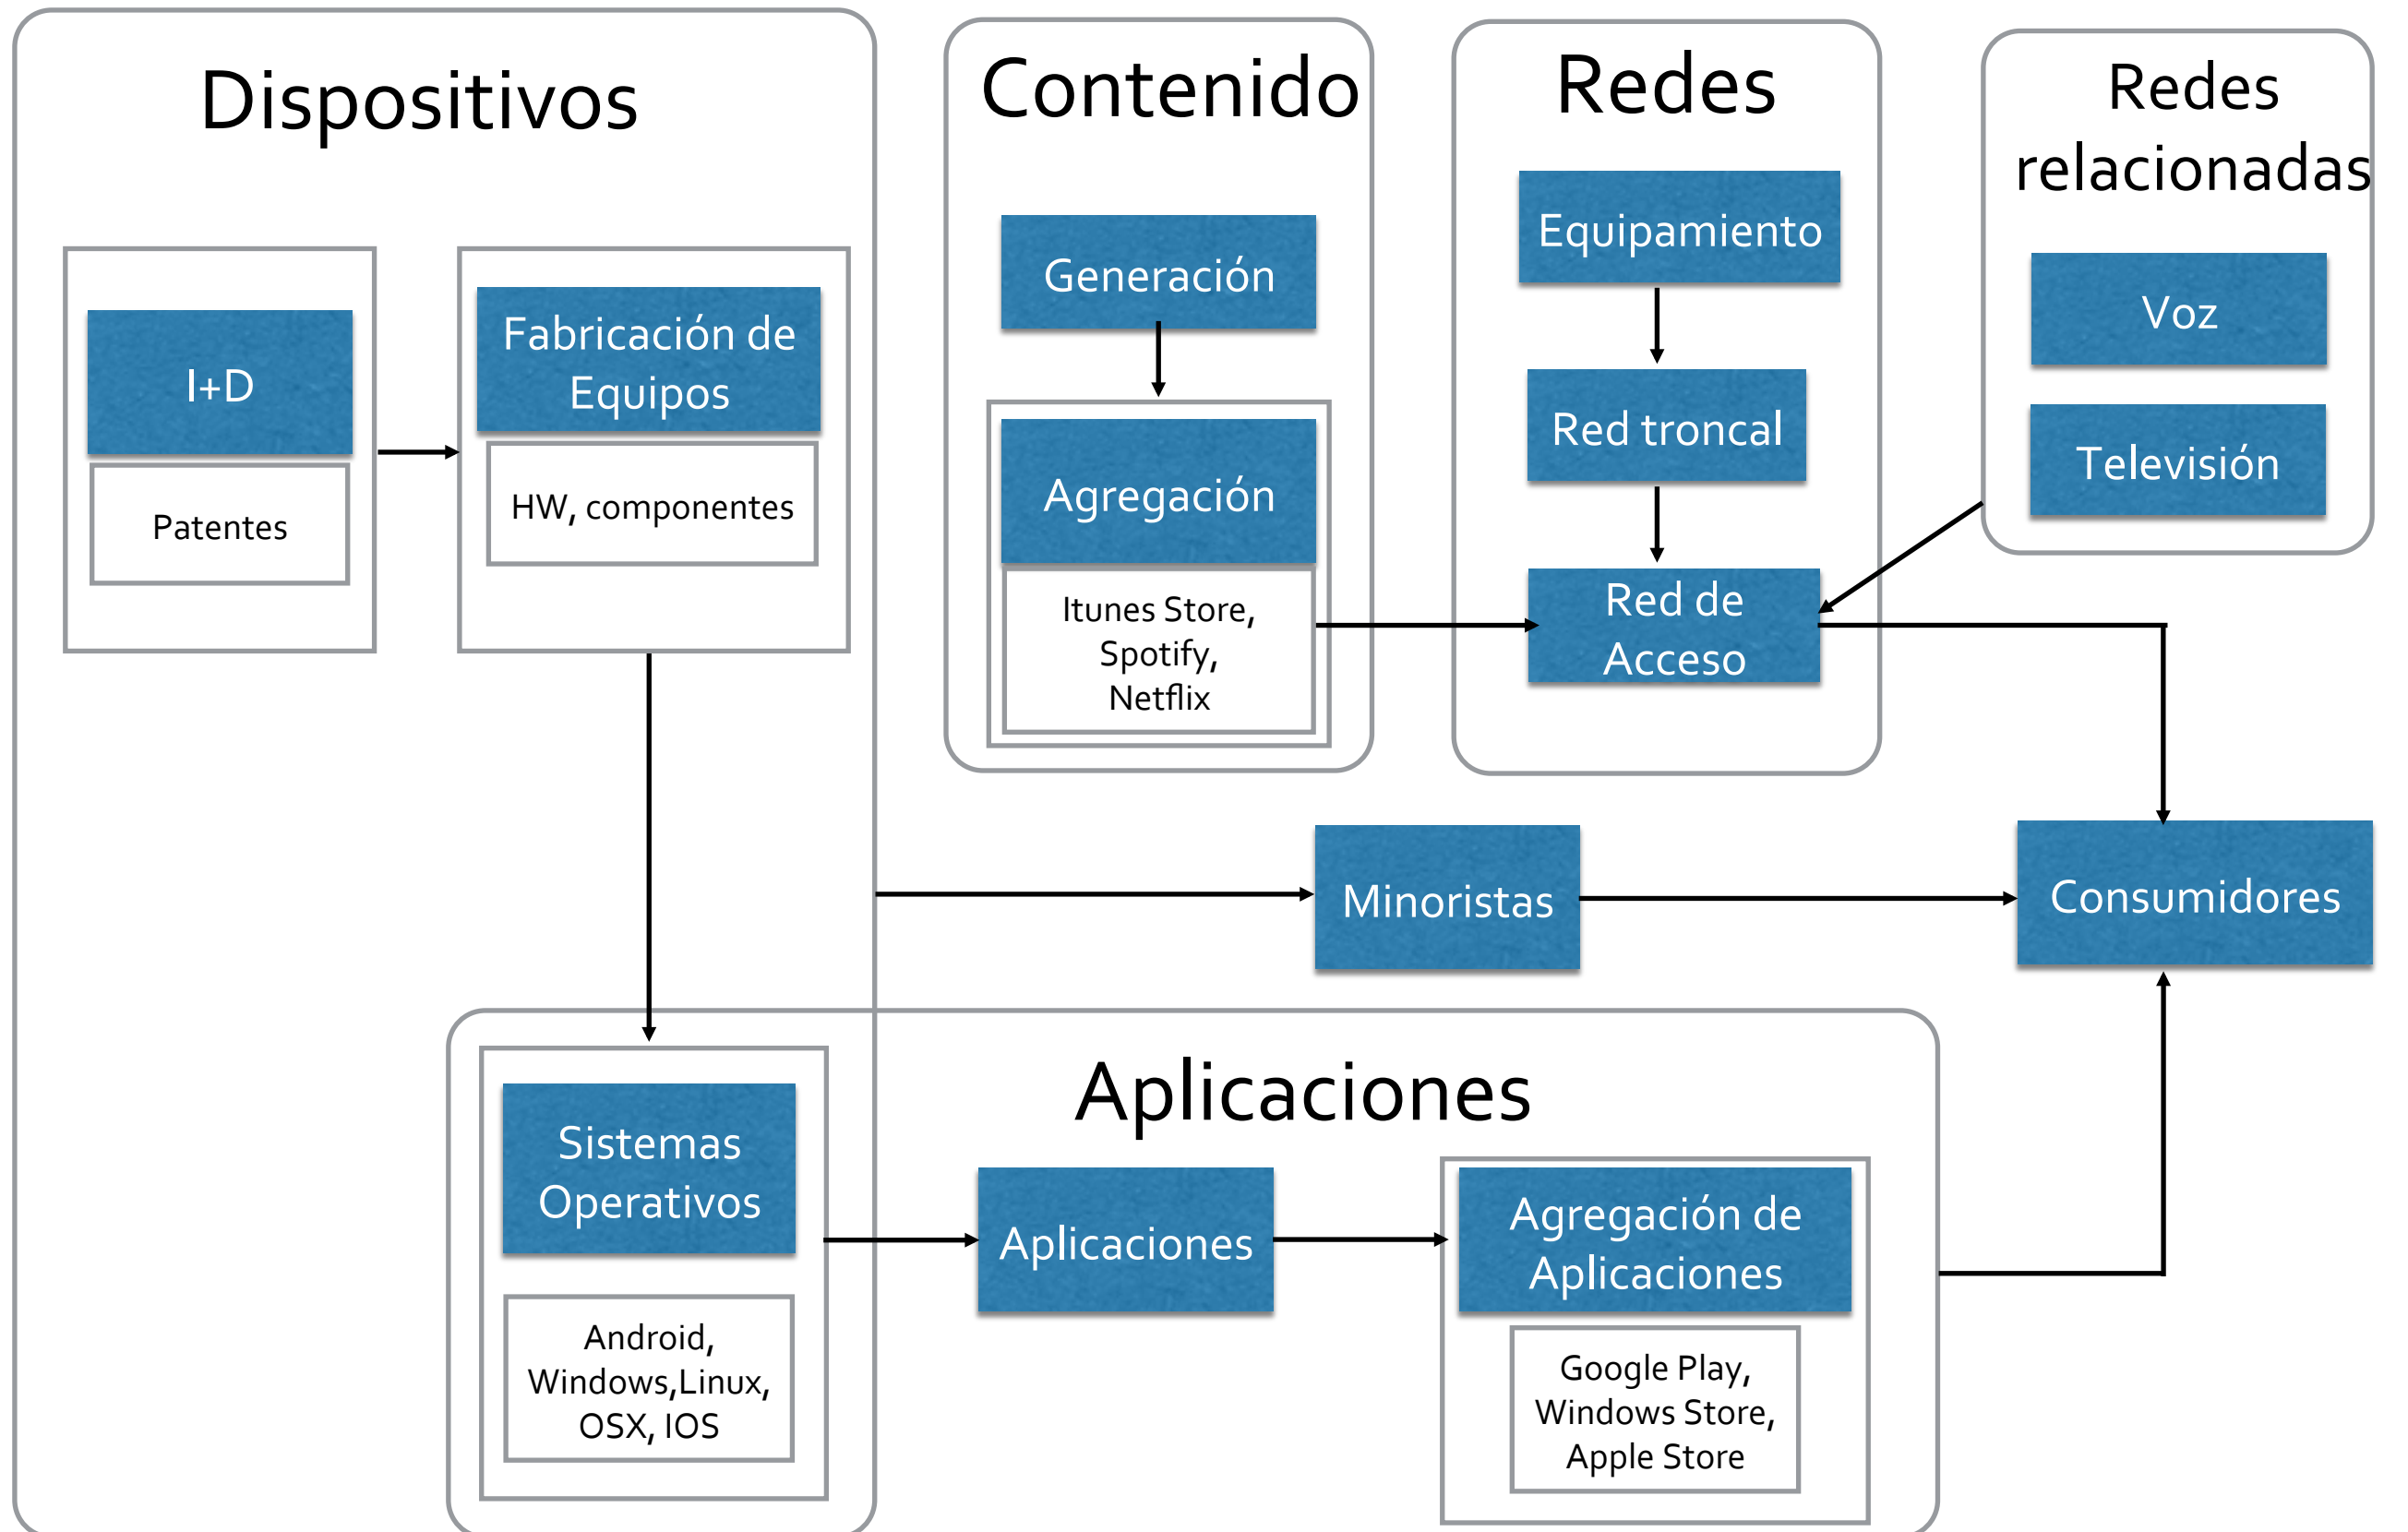 Dispositivos
I+D
Patentes
Fabricación de
Equipos
HW, componentes
Contenido
Generación
Agregación
Itunes Store,
Spotify,
Netflix
Redes
Equipamiento
Red troncal
Red de
Acceso
Redes
relacionadas
Voz
Televisión
Minoristas
Consumidores
Aplicaciones
Sistemas
Operativos
Android,
Windows,Linux,
OSX, IOS
Aplicaciones
Agregación de
Aplicaciones
Google Play,
Windows Store,
Apple Store